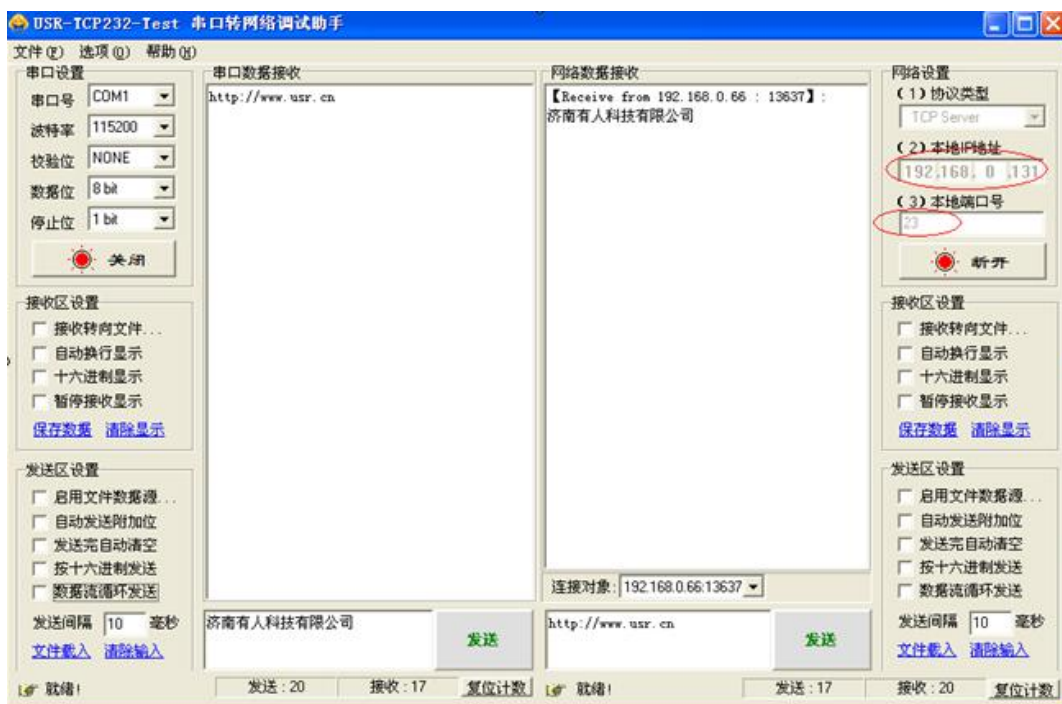 USR-TCP232-Test 串口转网络调试助手
文件(F) 选项(O) 帮助(H)
串口设置
串口号 COM1
波特率 115200
校验位 NONE
数据位 8 bit
停止位 1 bit
关闭
接收区设置
接收转向文件...
自动换行显示
十六进制显示
暂停接收显示
保存数据 清除显示
发送区设置
启用文件数据源...
自动发送附加位
发送完自动清空
按十六进制发送
数据流循环发送
发送间隔 10 毫秒
文件载入 清除输入
串口数据接收
http://www.usr.cn
济南有人科技有限公司
发送
网络数据接收
【Receive from 192.168.0.66 : 13637】:
济南有人科技有限公司
连接对象: 192.168.0.66:13637
http://www.usr.cn
发送
网络设置
(1) 协议类型
TCP Server
(2) 本地IP地址
192.168. 0 .131
(3) 本地端口号
23
断开
接收区设置
接收转向文件...
自动换行显示
十六进制显示
暂停接收显示
保存数据 清除显示
发送区设置
启用文件数据源...
自动发送附加位
发送完自动清空
按十六进制发送
数据流循环发送
发送间隔 10 毫秒
文件载入 清除输入
就绪! 发送:20 接收:17 复位计数
就绪! 发送:17 接收:20 复位计数